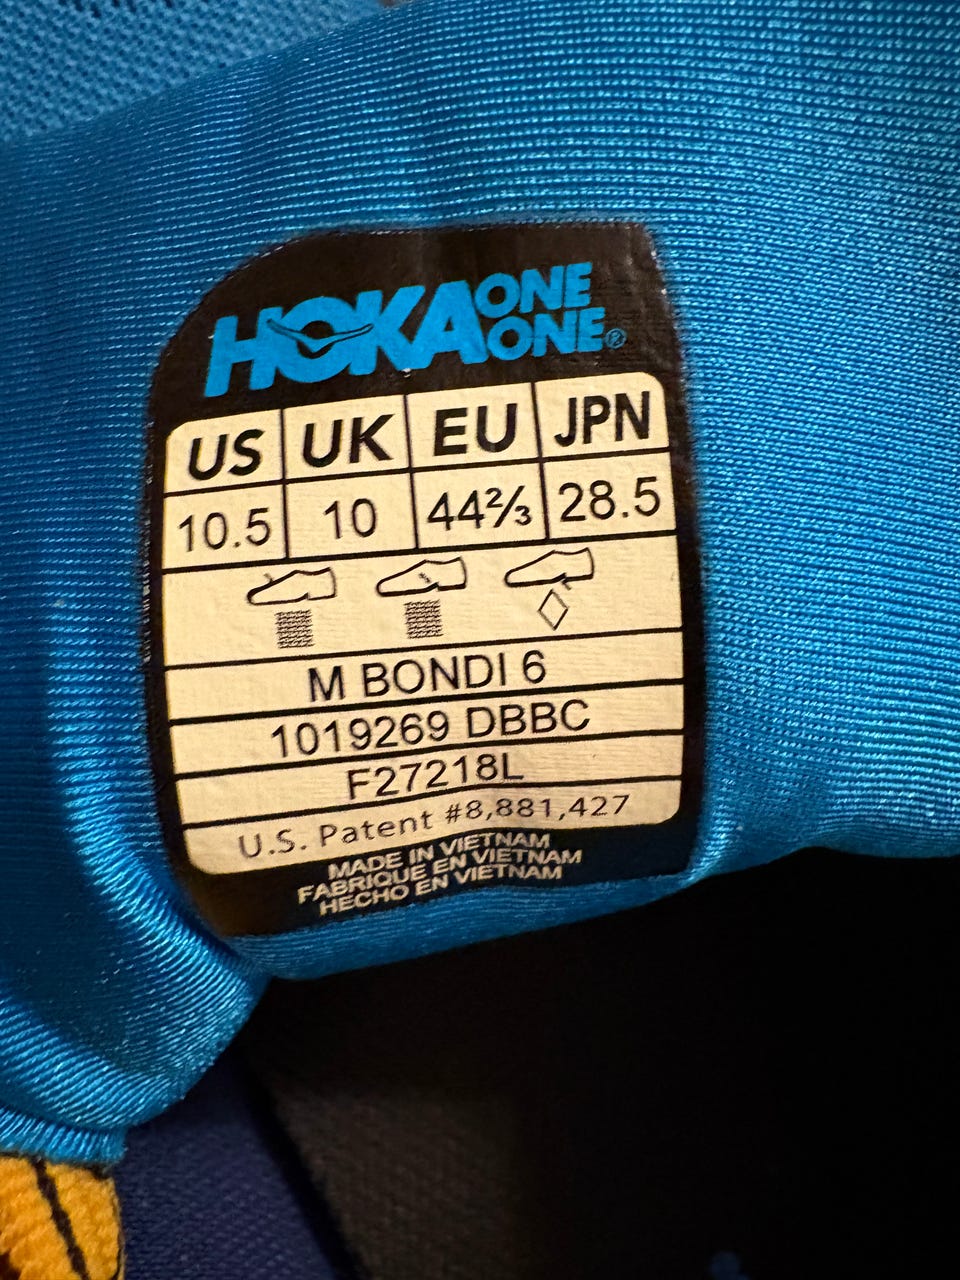 HOKA ONE ONE®
US UK EU JPN
10.5 10 44⅔ 28.5
M BONDI 6
1019269 DBBC
F27218L
U.S. Patent #8,881,427
MADE IN VIETNAM
FABRIQUE EN VIETNAM
HECHO EN VIETNAM